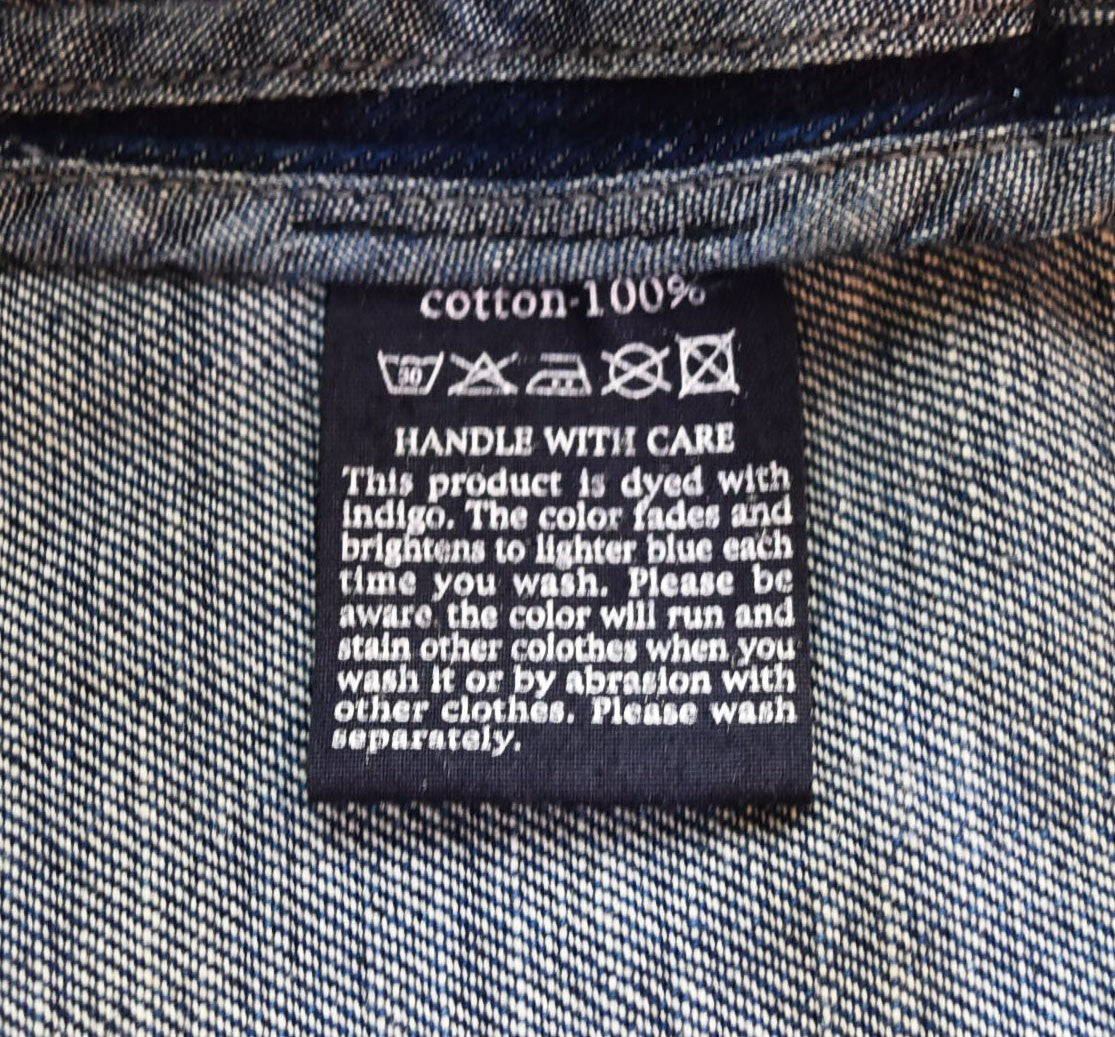 cotton-100%
30
HANDLE WITH CARE
This product is dyed with
indigo. The color fades and
brightens to lighter blue each
time you wash. Please be
aware the color will run and
stain other colothes when you
wash it or by abrasion with
other clothes. Please wash
separately.